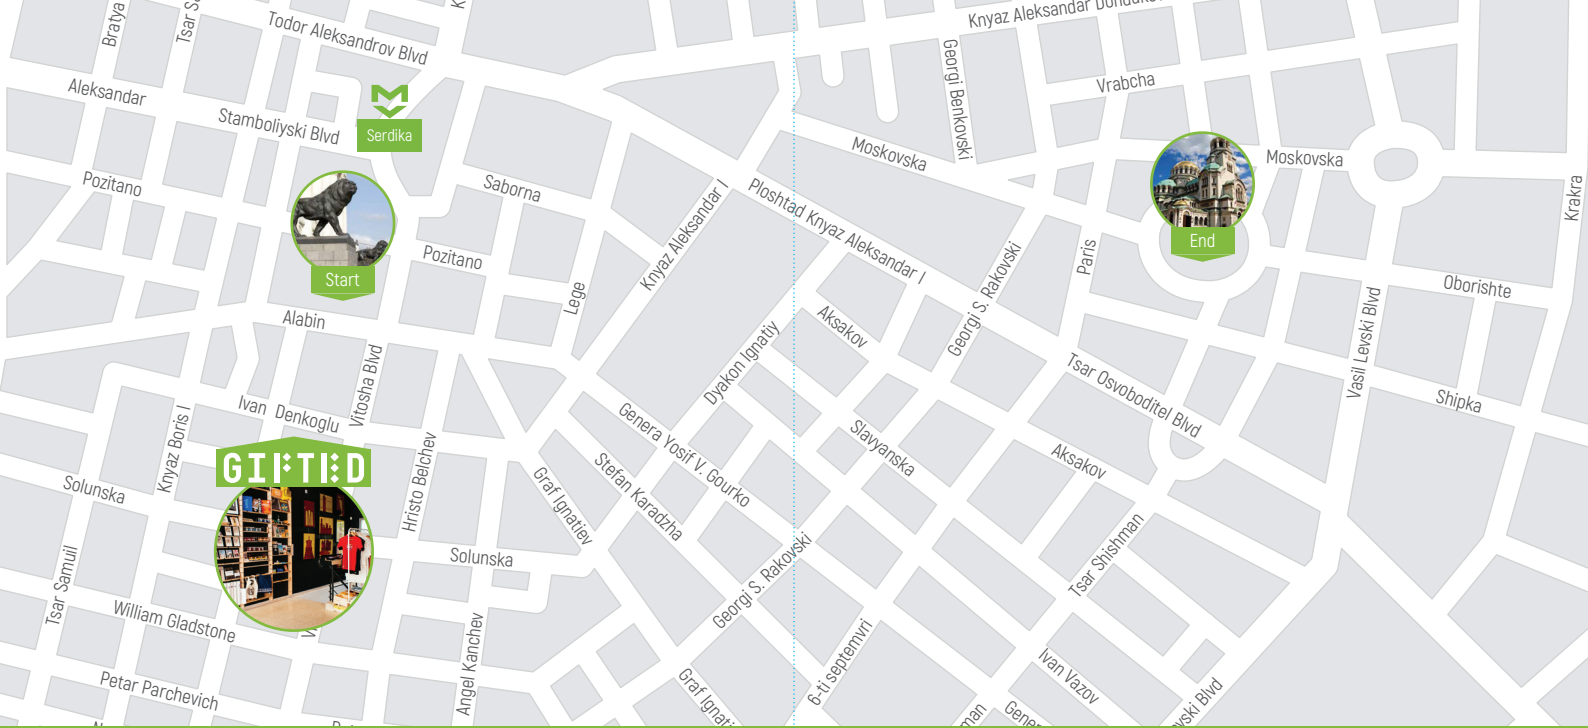 Bratya
Todor Aleksandrov Blvd
Knyaz Aleksandar
Georgi Benkovski
Vrabcha
Aleksandar
Stamboliyski Blvd
Serdika
Moskovska
Moskovska
Pozitano
Saborna
Ploshtad Knyaz Aleksandar I
Krakra
Knyaz Aleksandar I
Pozitano
Start
End
Paris
Georgi S. Rakovski
Oborishte
Lege
Alabin
Aksakov
Vasil Levski Blvd
Dyakon Ignatiy
Vitosha Blvd
Tsar Osvoboditel Blvd
Shipka
Ivan Denkoglu
Knyaz Boris I
Genera Yosif V. Gourko
Slavyanska
Aksakov
GIFTED
Hristo Belchev
Stefan Karadzha
Graf Ignatiev
Solunska
Solunska
Georgi S. Rakovski
Tsar Shishman
Tsar Samuil
William Gladstone
Angel Kanchev
6-ti septemvri
Ivan Vazov
Petar Parchevich
Graf